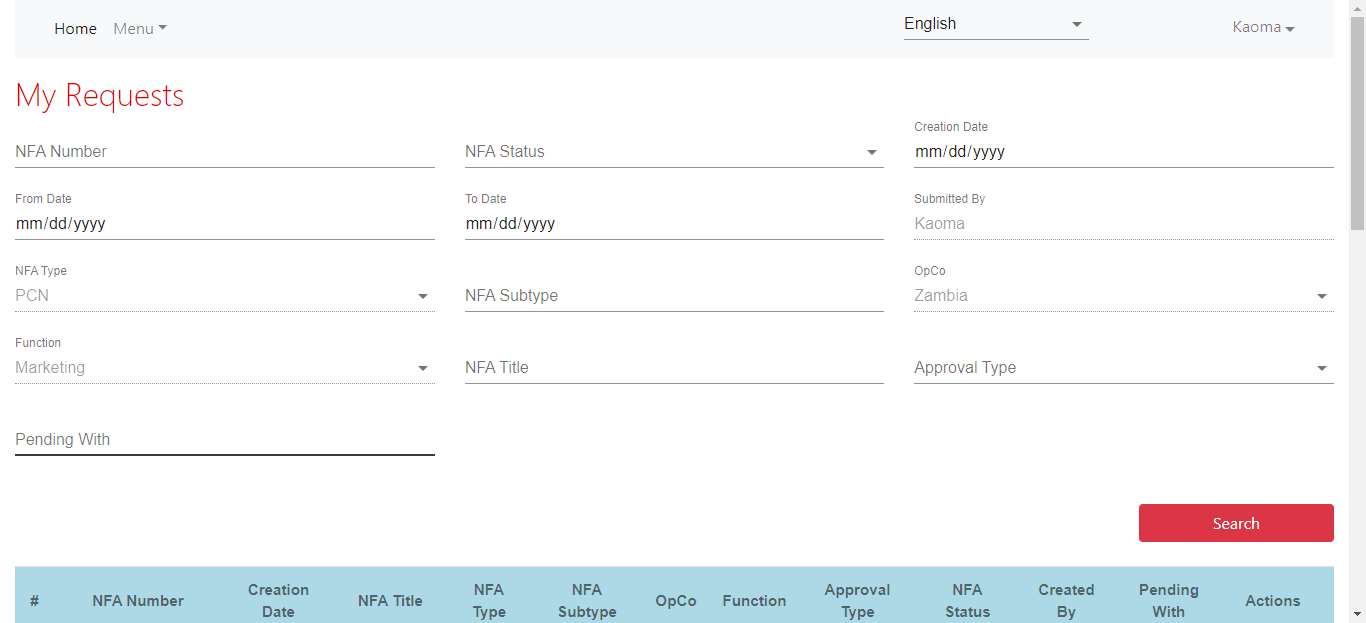 Home Menu English Kaoma
My Requests
Creation Date
NFA Number NFA Status mm/dd/yyyy
From Date To Date Submitted By
mm/dd/yyyy mm/dd/yyyy Kaoma
NFA Type OpCo
PCN NFA Subtype Zambia
Function
Marketing NFA Title Approval Type
Pending With
Search
# NFA Number Creation Date NFA Title NFA Type NFA Subtype OpCo Function Approval Type NFA Status Created By Pending With Actions